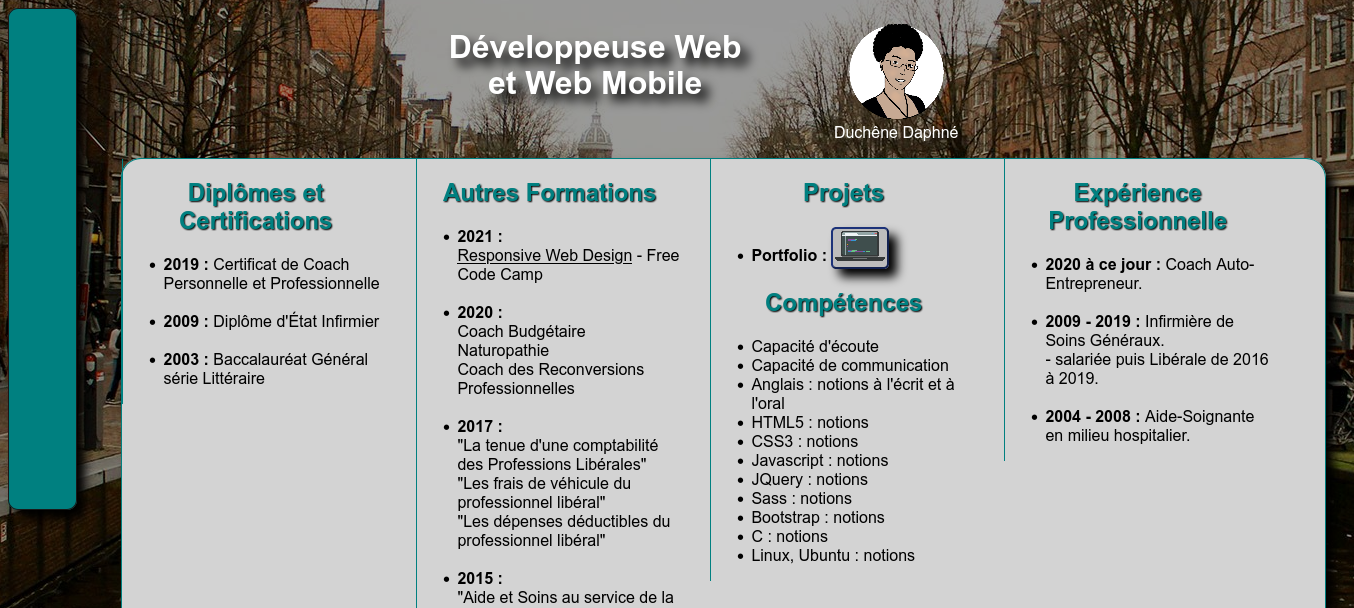 Développeuse Web
et Web Mobile
Duchêne Daphné
Diplômes et
Certifications
2019 : Certificat de Coach
Personnelle et Professionnelle
2009 : Diplôme d'État Infirmier
2003 : Baccalauréat Général
série Littéraire
Autres Formations
2021 :
Responsive Web Design - Free
Code Camp
2020 :
Coach Budgétaire
Naturopathie
Coach des Reconversions
Professionnelles
2017 :
"La tenue d'une comptabilité
des Professions Libérales"
"Les frais de véhicule du
professionnel libéral"
"Les dépenses déductibles du
professionnel libéral"
2015 :
"Aide et Soins au service de la
Projets
Portfolio :
Compétences
Capacité d'écoute
Capacité de communication
Anglais : notions à l'écrit et à
l'oral
HTML5 : notions
CSS3 : notions
Javascript : notions
JQuery : notions
Sass : notions
Bootstrap : notions
C : notions
Linux, Ubuntu : notions
Expérience
Professionnelle
2020 à ce jour : Coach Auto-
Entrepreneur.
2009 - 2019 : Infirmière de
Soins Généraux.
- salariée puis Libérale de 2016
à 2019.
2004 - 2008 : Aide-Soignante
en milieu hospitalier.